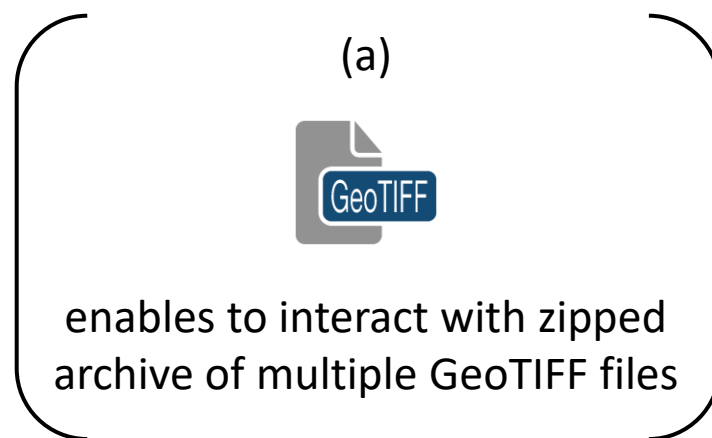 (a)
GeoTIFF
enables to interact with zipped
archive of multiple GeoTIFF files